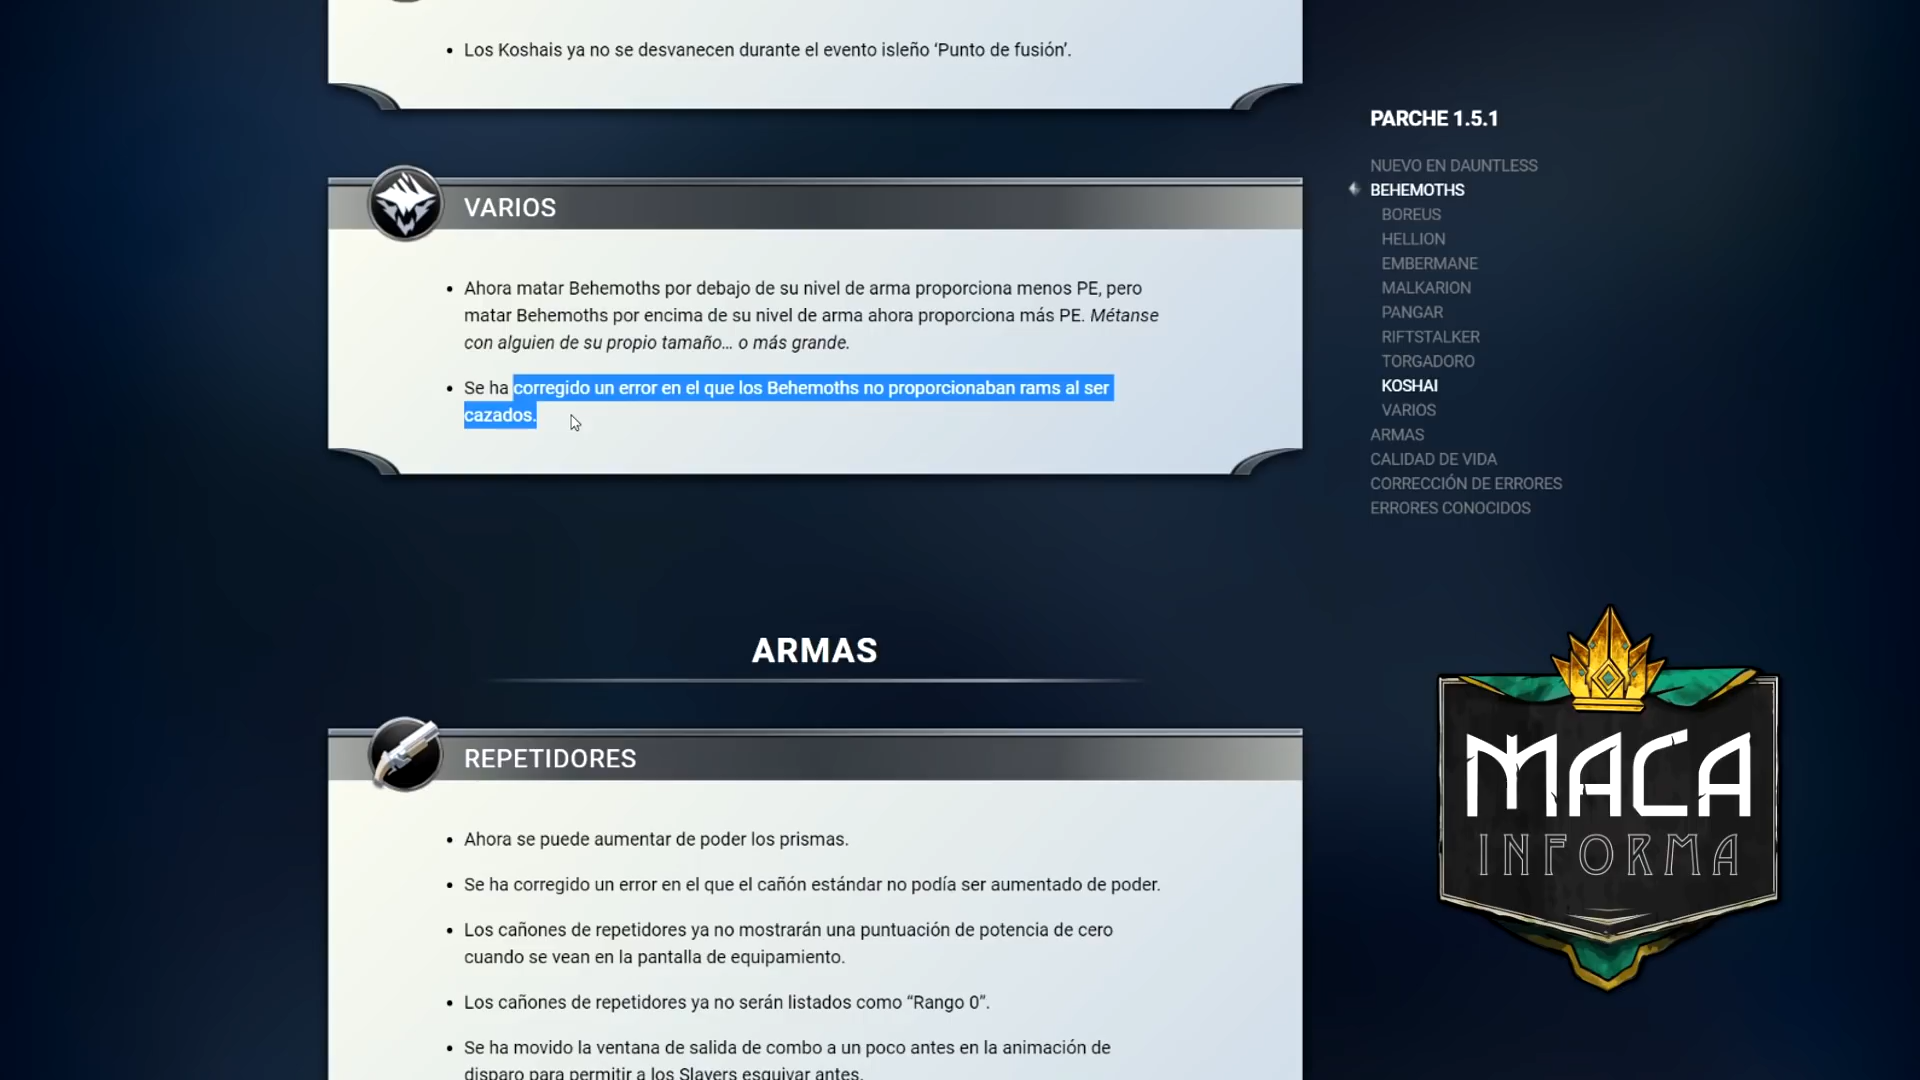 Los Koshais ya no se desvanecen durante el evento isleño ‘Punto de fusión’.
VARIOS
Ahora matar Behemoths por debajo de su nivel de arma proporciona menos PE, pero
matar Behemoths por encima de su nivel de arma ahora proporciona más PE. Métanse
con alguien de su propio tamaño… o más grande.
Se ha corregido un error en el que los Behemoths no proporcionaban rams al ser
cazados.
ARMAS
REPETIDORES
Ahora se puede aumentar de poder los prismas.
Se ha corregido un error en el que el cañón estándar no podía ser aumentado de poder.
Los cañones de repetidores ya no mostrarán una puntuación de potencia de cero
cuando se vean en la pantalla de equipamiento.
Los cañones de repetidores ya no serán listados como “Rango 0”.
Se ha movido la ventana de salida de combo a un poco antes en la animación de
disparo para permitir a los Slayers esquivar antes.
PARCHE 1.5.1
NUEVO EN DAUNTLESS
BEHEMOTHS
BOREUS
HELLION
EMBERMANE
MALKARION
PANGAR
RIFTSTALKER
TORGADORO
KOSHAI
VARIOS
ARMAS
CALIDAD DE VIDA
CORRECCIÓN DE ERRORES
ERRORES CONOCIDOS
MACA
INFORMA